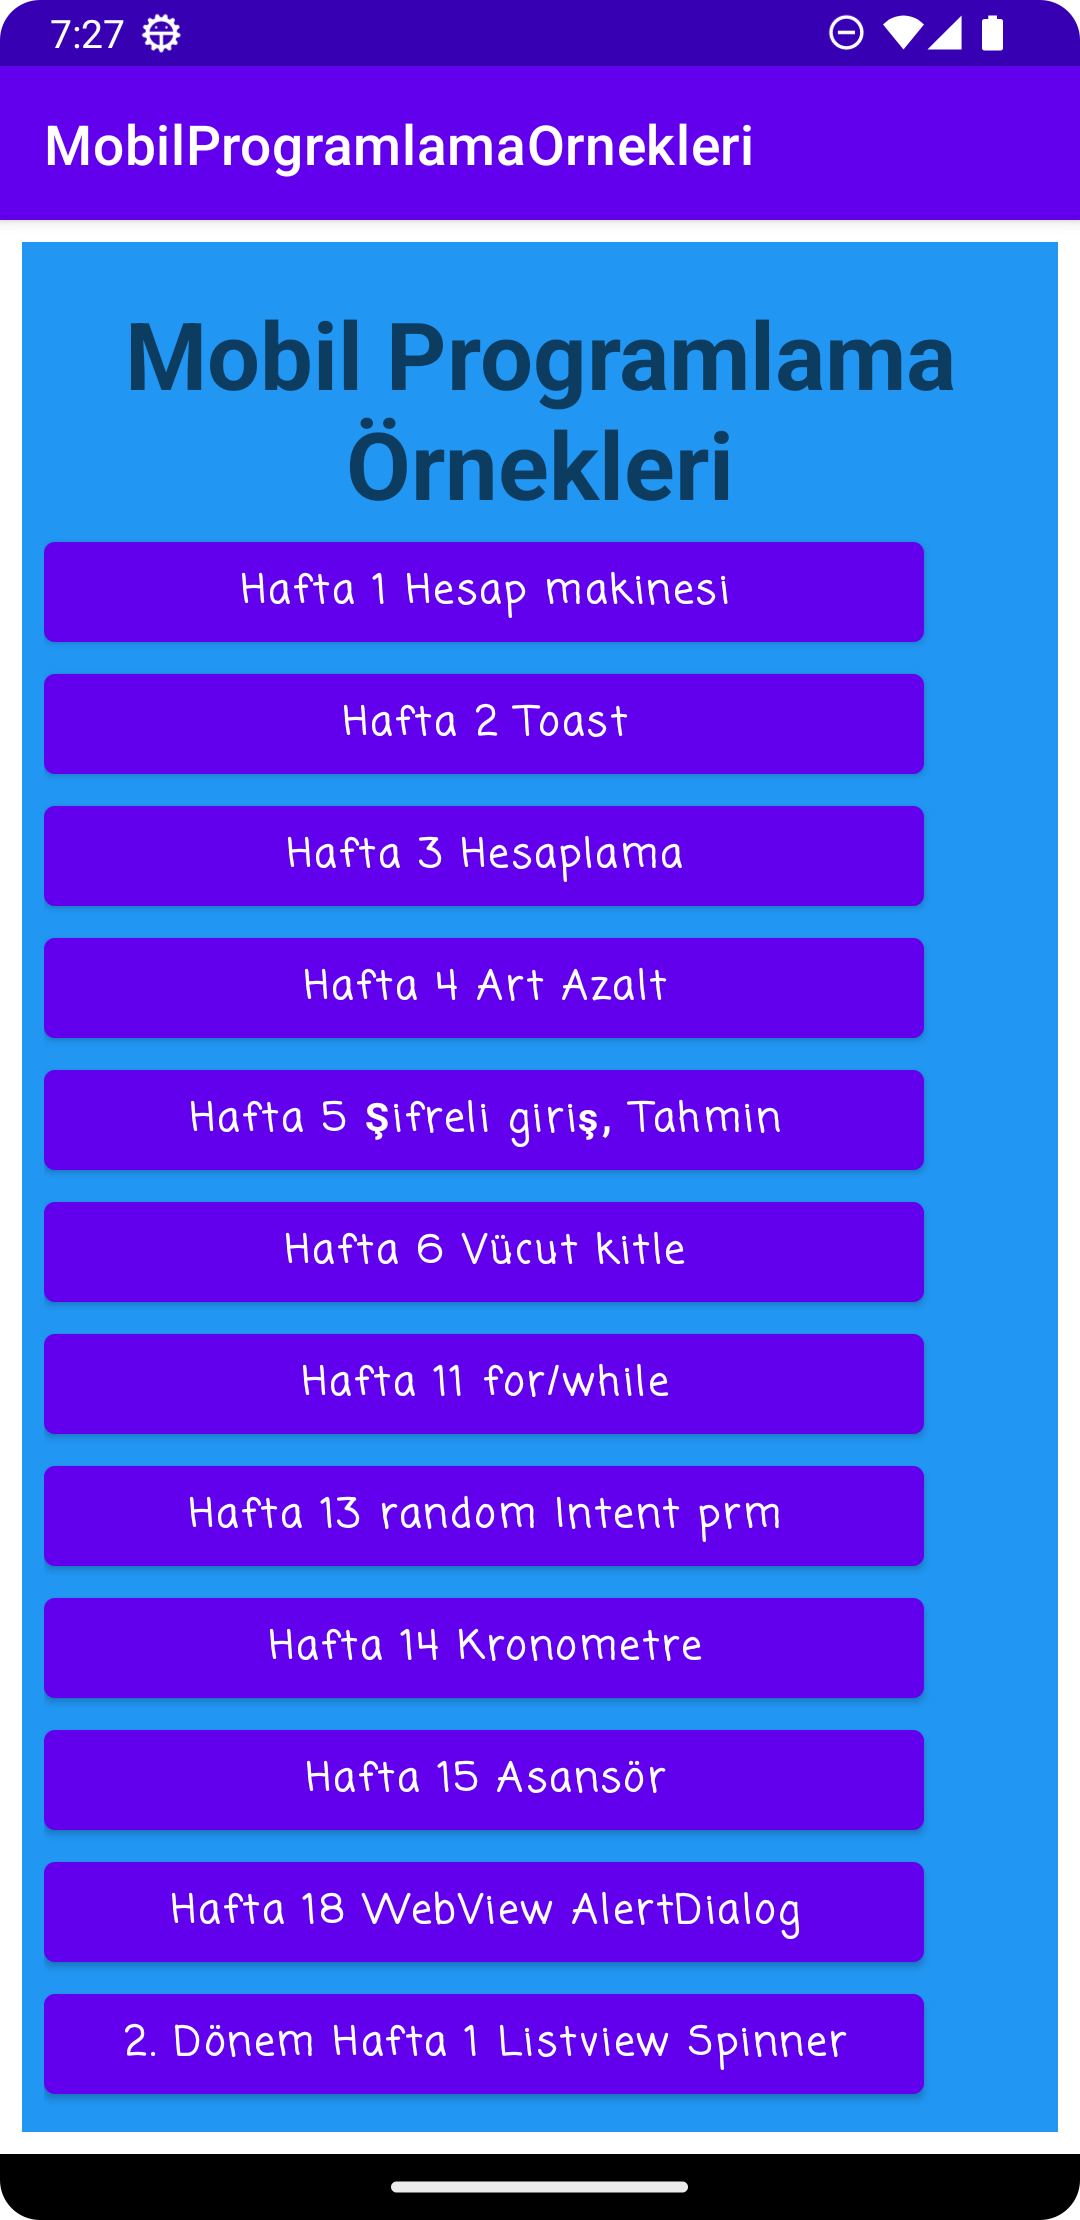 7:27
MobilProgramlamaOrnekleri
Mobil Programlama
Örnekleri
Hafta 1 Hesap makinesi
Hafta 2 Toast
Hafta 3 Hesaplama
Hafta 4 Art Azalt
Hafta 5 Şifreli giriş, Tahmin
Hafta 6 Vücut kitle
Hafta 11 for/while
Hafta 13 random Intent prm
Hafta 14 Kronometre
Hafta 15 Asansör
Hafta 18 WebView AlertDialog
2. Dönem Hafta 1 Listview Spinner